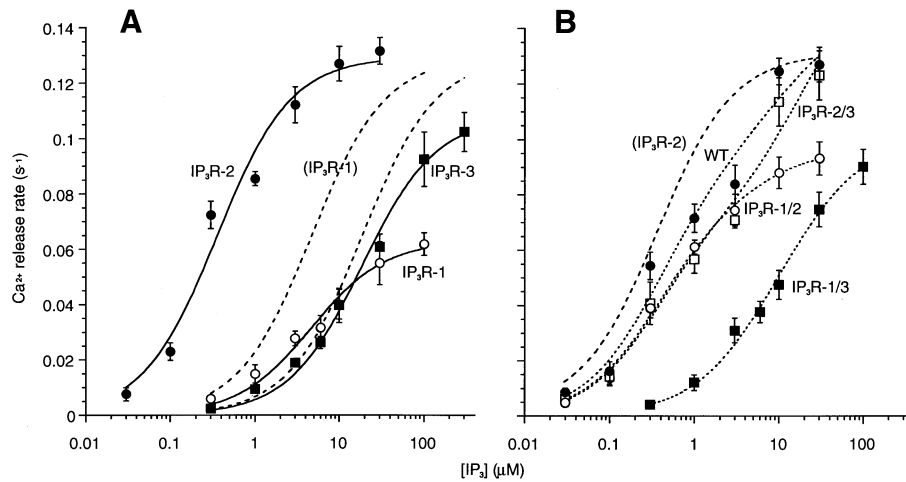 A
B
0.14
0.12
0.1
0.08
0.06
0.04
0.02
0
Ca2+ release rate (s-1)
IP3R-2
(IP3R-1)
IP3R-3
IP3R-1
(IP3R-2)
WT
IP3R-2/3
IP3R-1/2
IP3R-1/3
0.01 0.1 1 10 100
0.01 0.1 1 10 100
[IP3] (μM)